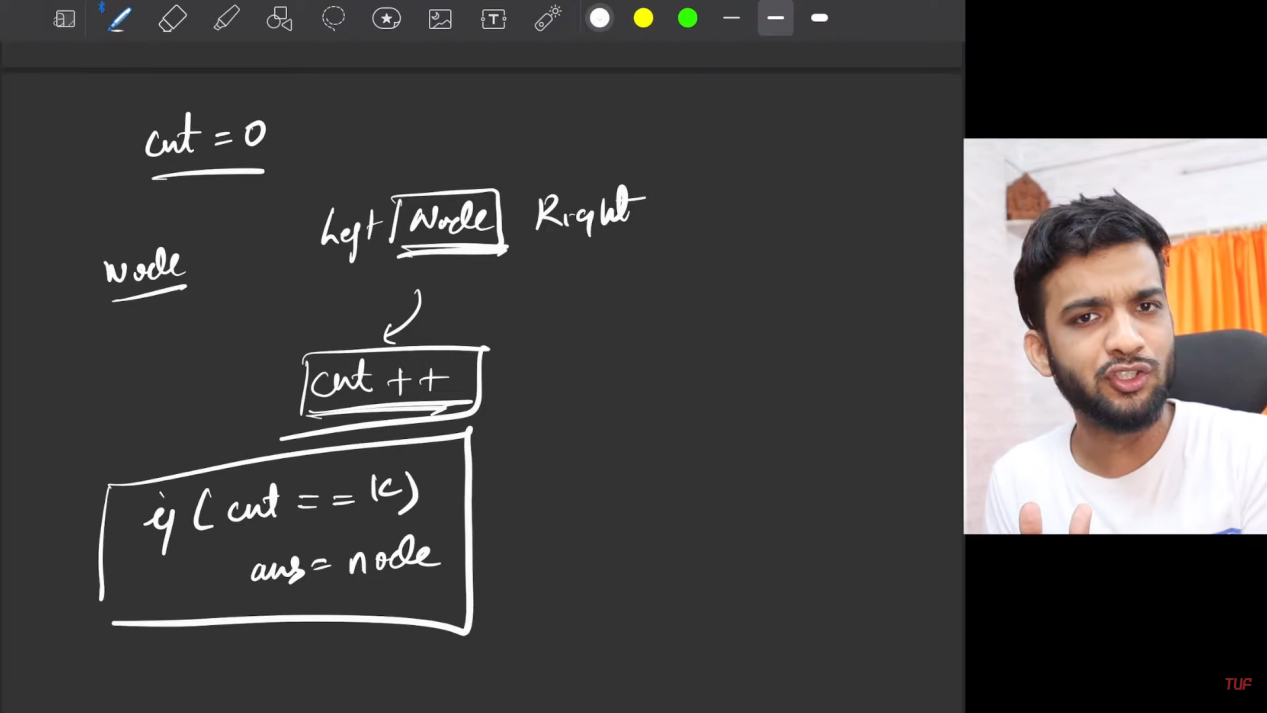 cnt = 0
Left Node Right
Node
cnt ++
if ( cnt == K)
ans = node
TUF